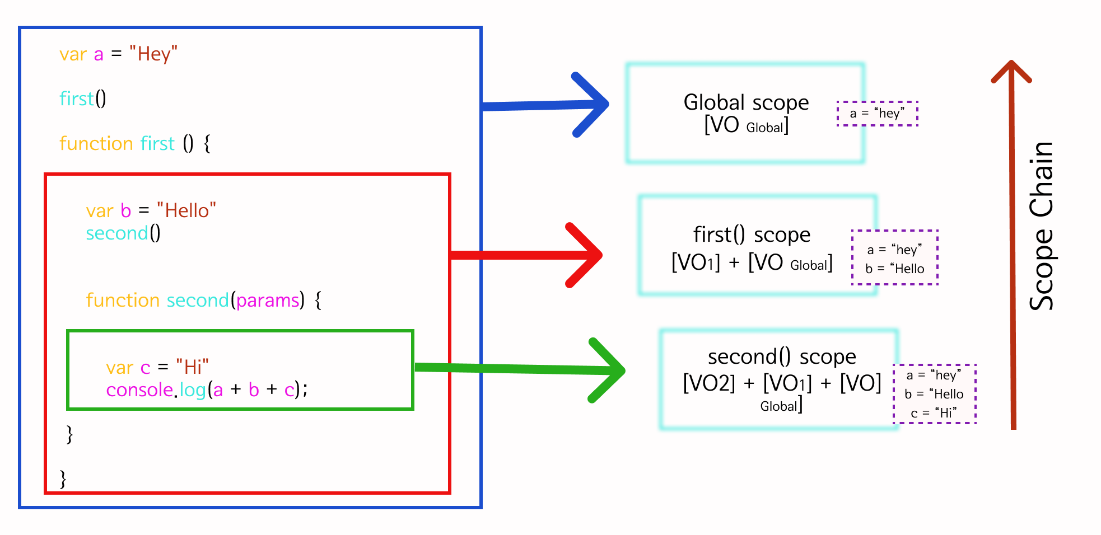 var a = "Hey"
first()
function first () {
var b = "Hello"
second()
function second(params) {
var c = "Hi"
console.log(a + b + c);
}
}
Global scope
[VO Global]
a = “hey”
first() scope
[VO1] + [VO Global]
a = “hey”
b = “Hello
second() scope
[VO2] + [VO1] + [VO]
Global]
a = “hey”
b = “Hello
c = “Hi”
Scope Chain